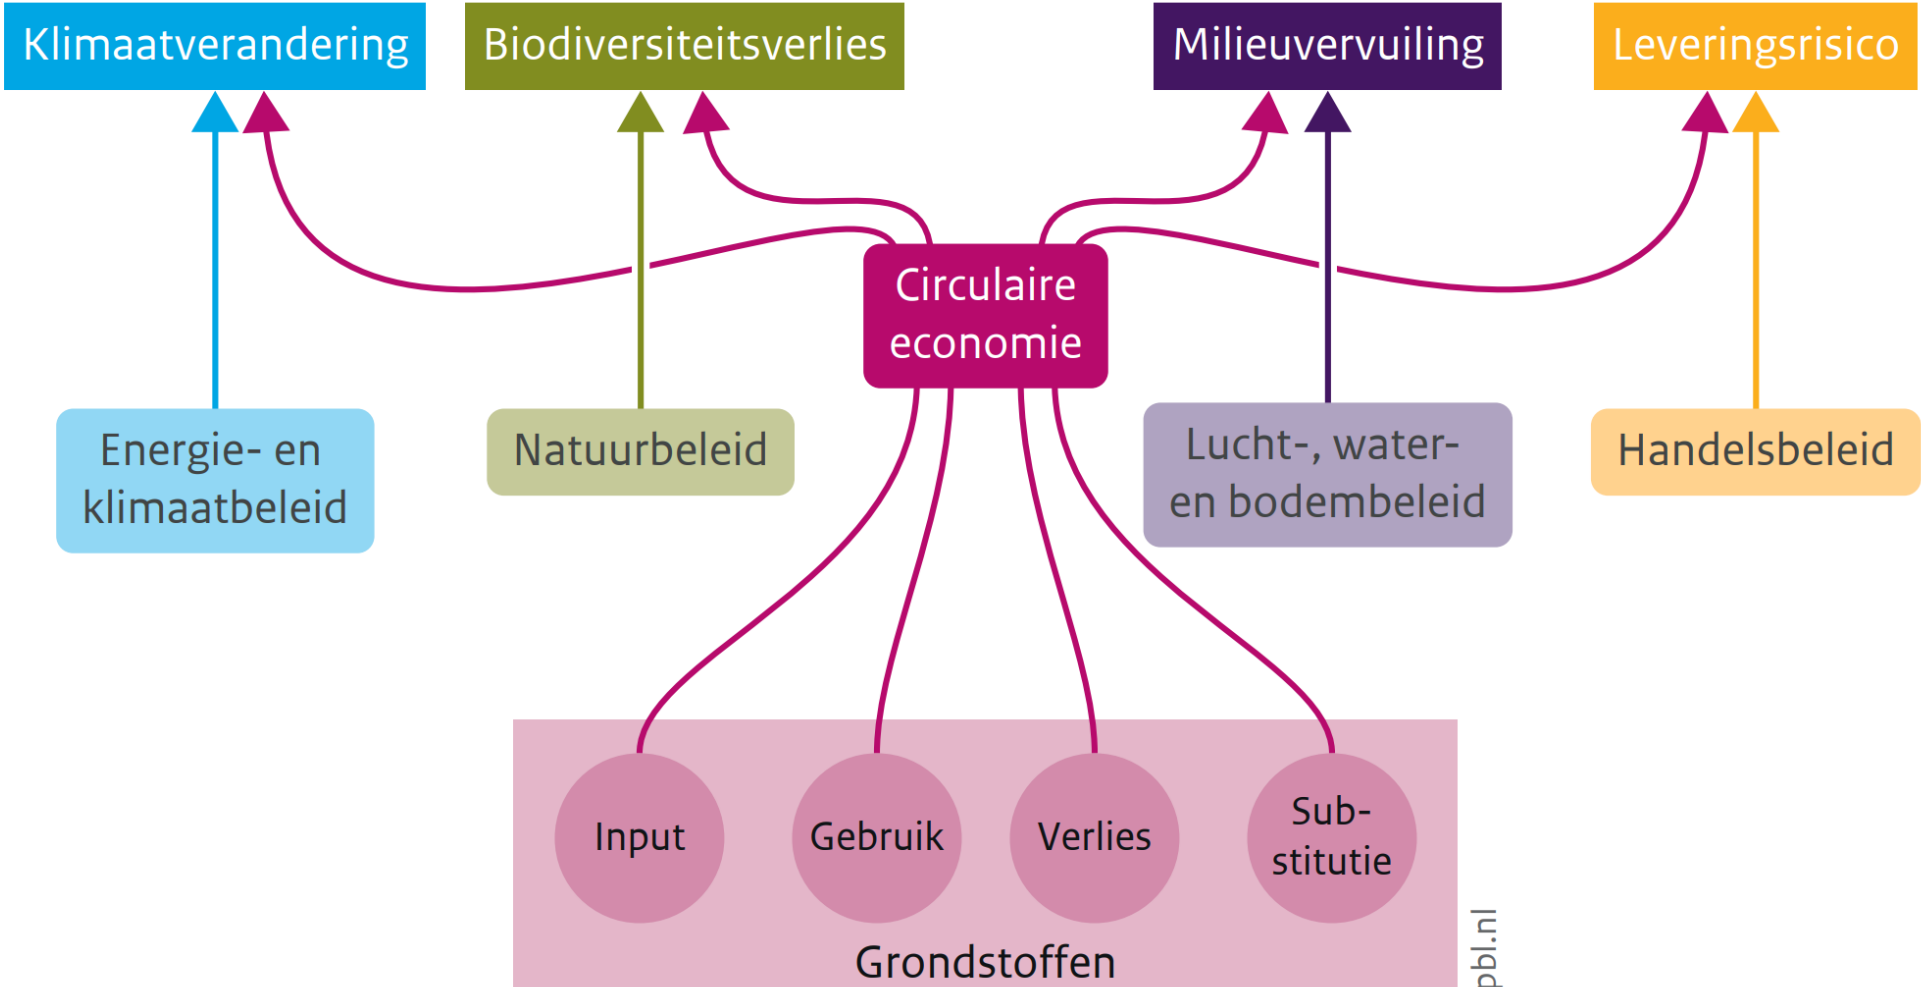 Klimaatverandering
Biodiversiteitsverlies
Milieuvervuiling
Leveringsrisico
Circulaire
economie
Energie- en
klimaatbeleid
Natuurbeleid
Lucht-, water-
en bodembeleid
Handelsbeleid
Input
Gebruik
Verlies
Sub-
stitutie
Grondstoffen
pbl.nl